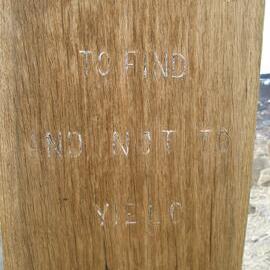 TO FIND
AND NOT TO
YIELD